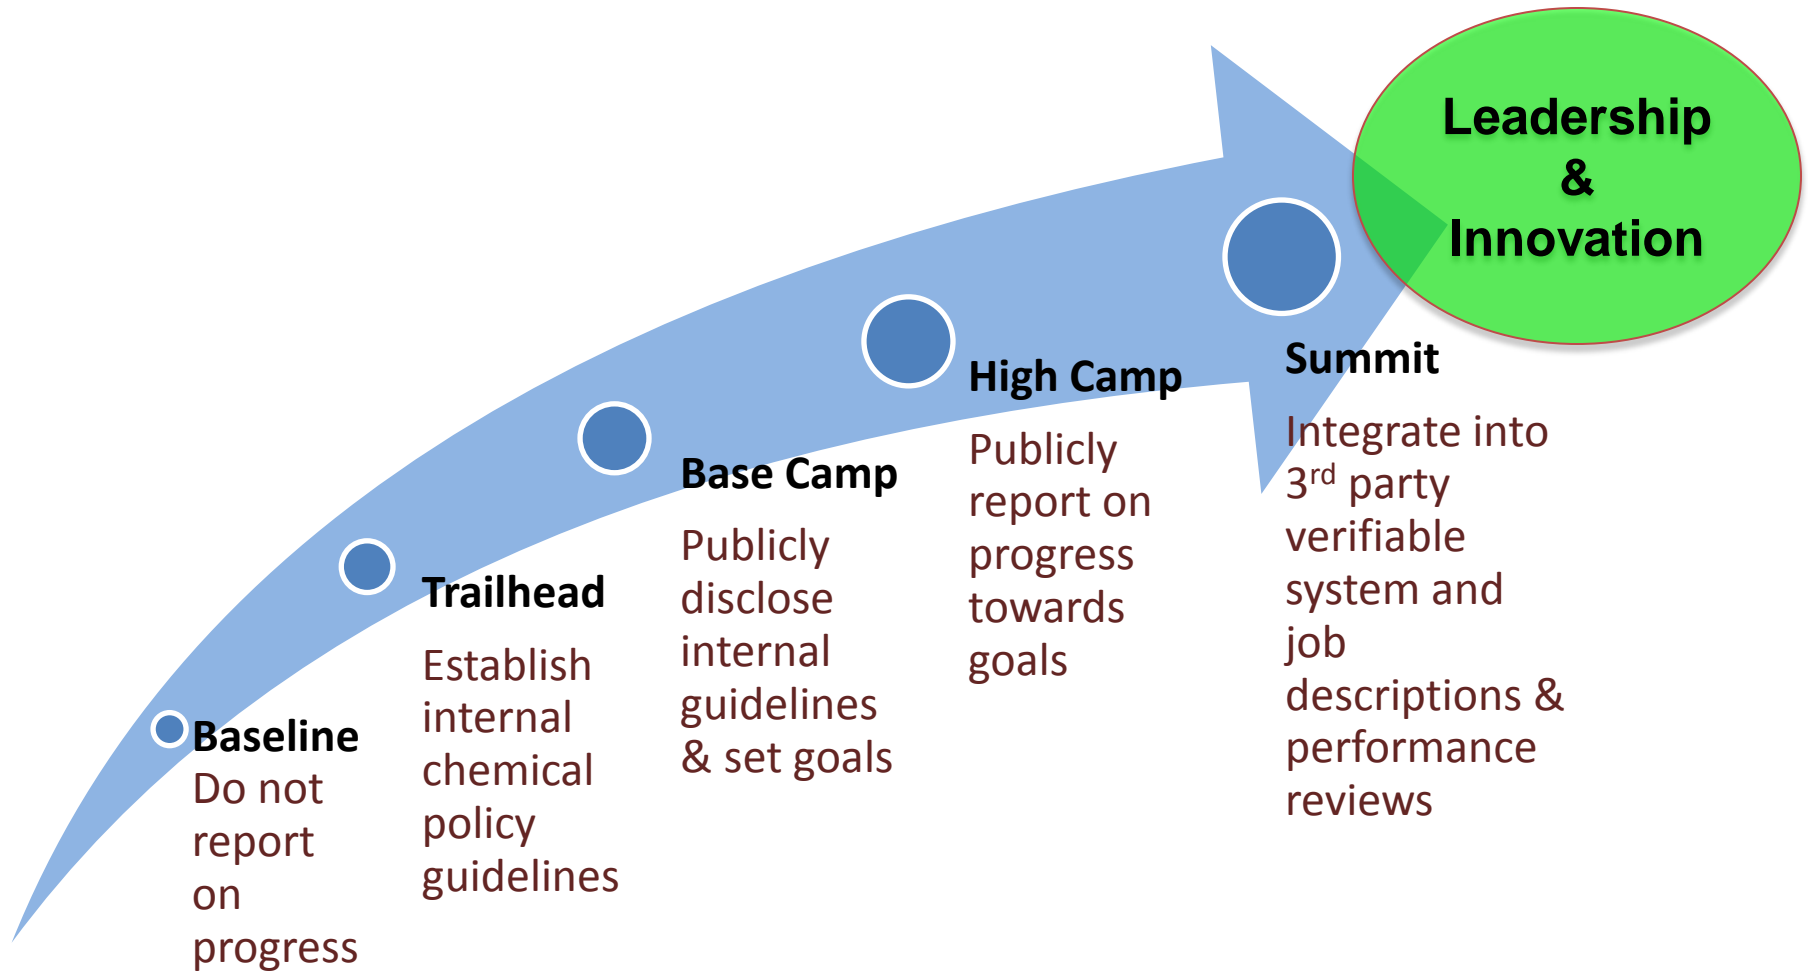 Leadership
&
Innovation
Baseline
Do not
report
on
progress
Trailhead
Establish
internal
chemical
policy
guidelines
Base Camp
Publicly
disclose
internal
guidelines
& set goals
High Camp
Publicly
report on
progress
towards
goals
Summit
Integrate into
3rd party
verifiable
system and
job
descriptions &
performance
reviews